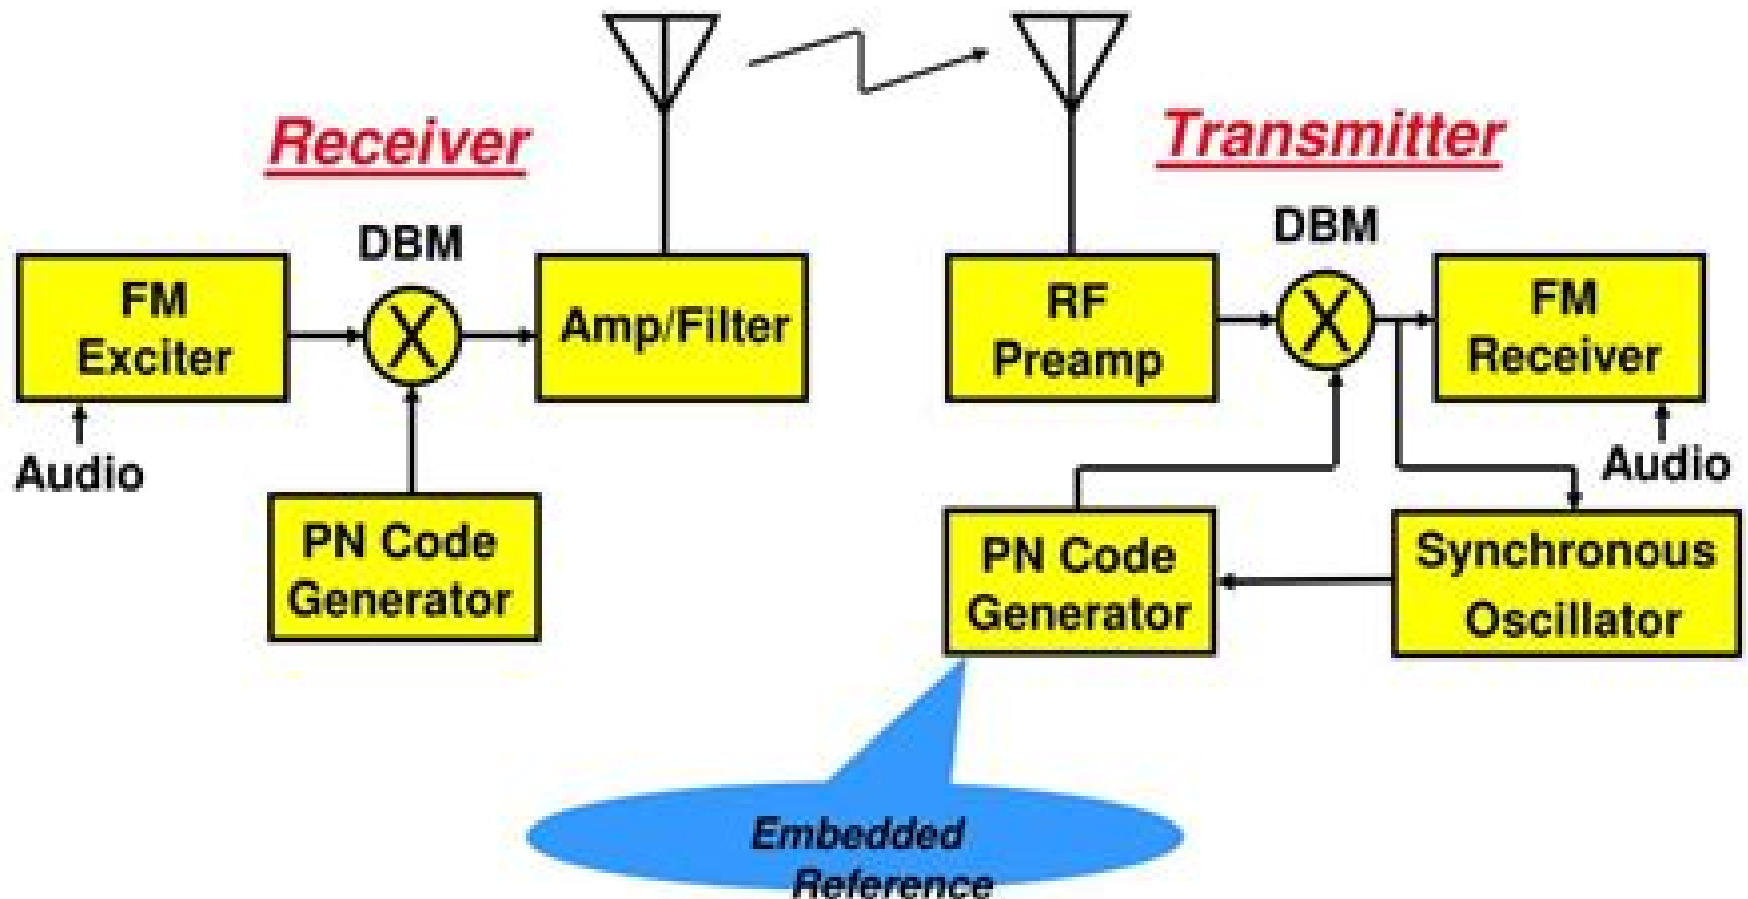 Receiver
Transmitter
DBM
DBM
FM
Exciter
Amp/Filter
RF
Preamp
FM
Receiver
Audio
Audio
PN Code
Generator
PN Code
Generator
Synchronous
Oscillator
Embedded
Reference